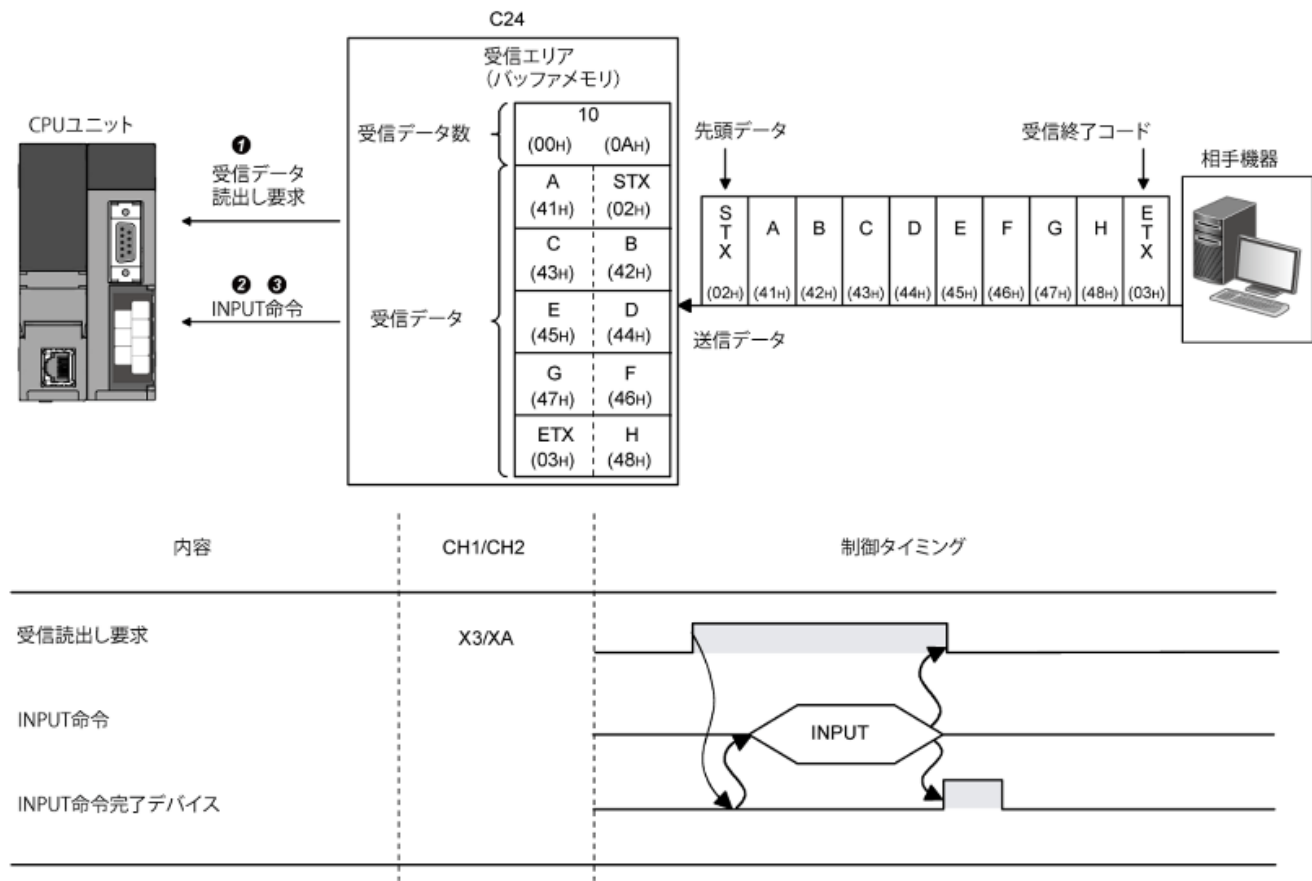 C24
受信エリア
(バッファメモリ)
CPUユニット
❶
受信データ
読出し要求
❷ ❸
INPUT命令
受信データ数
10
(00H) (0AH)
受信データ
A STX
(41H) (02H)
C B
(43H) (42H)
E D
(45H) (44H)
G F
(47H) (46H)
ETX H
(03H) (48H)
先頭データ
受信終了コード
相手機器
STX A B C D E F G H ETX
(02H) (41H) (42H) (43H) (44H) (45H) (46H) (47H) (48H) (03H)
送信データ
内容 CH1/CH2 制御タイミング
受信読出し要求 X3/XA
INPUT命令 INPUT
INPUT命令完了デバイス